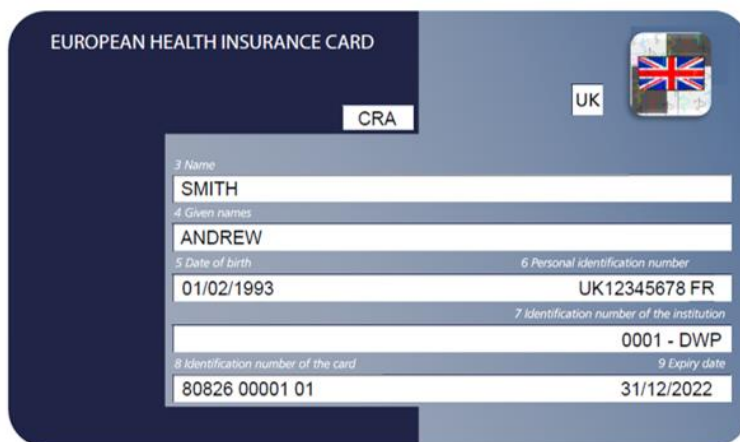 EUROPEAN HEALTH INSURANCE CARD
UK
CRA
3 Name
SMITH
4 Given names
ANDREW
5 Date of birth 6 Personal identification number
01/02/1993 UK12345678 FR
7 Identification number of the institution
0001 - DWP
8 Identification number of the card 9 Expiry date
80826 00001 01 31/12/2022